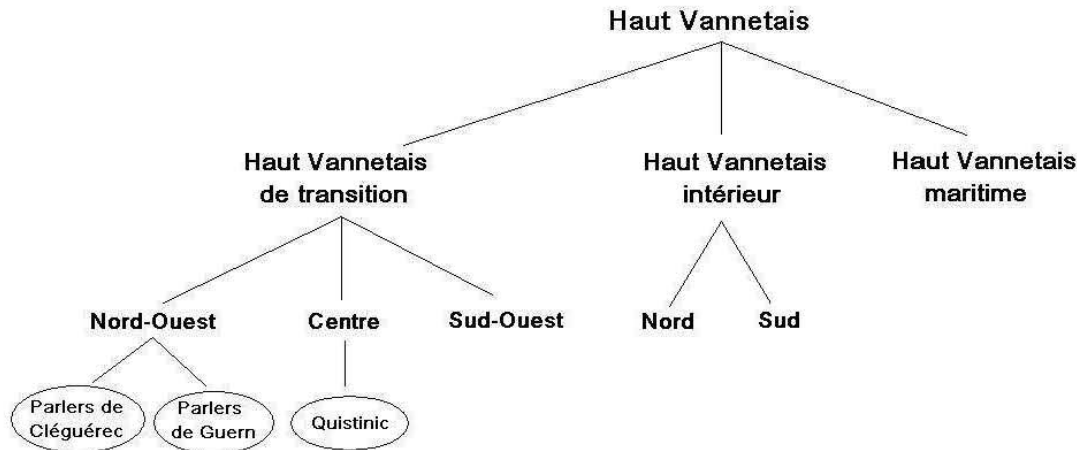 Haut Vannetais
Haut Vannetais
de transition
Haut Vannetais
intérieur
Haut Vannetais
maritime
Nord-Ouest
Centre
Sud-Ouest
Nord
Sud
Parlers de
Cléguérec
Parlers
de Guern
Quistinic